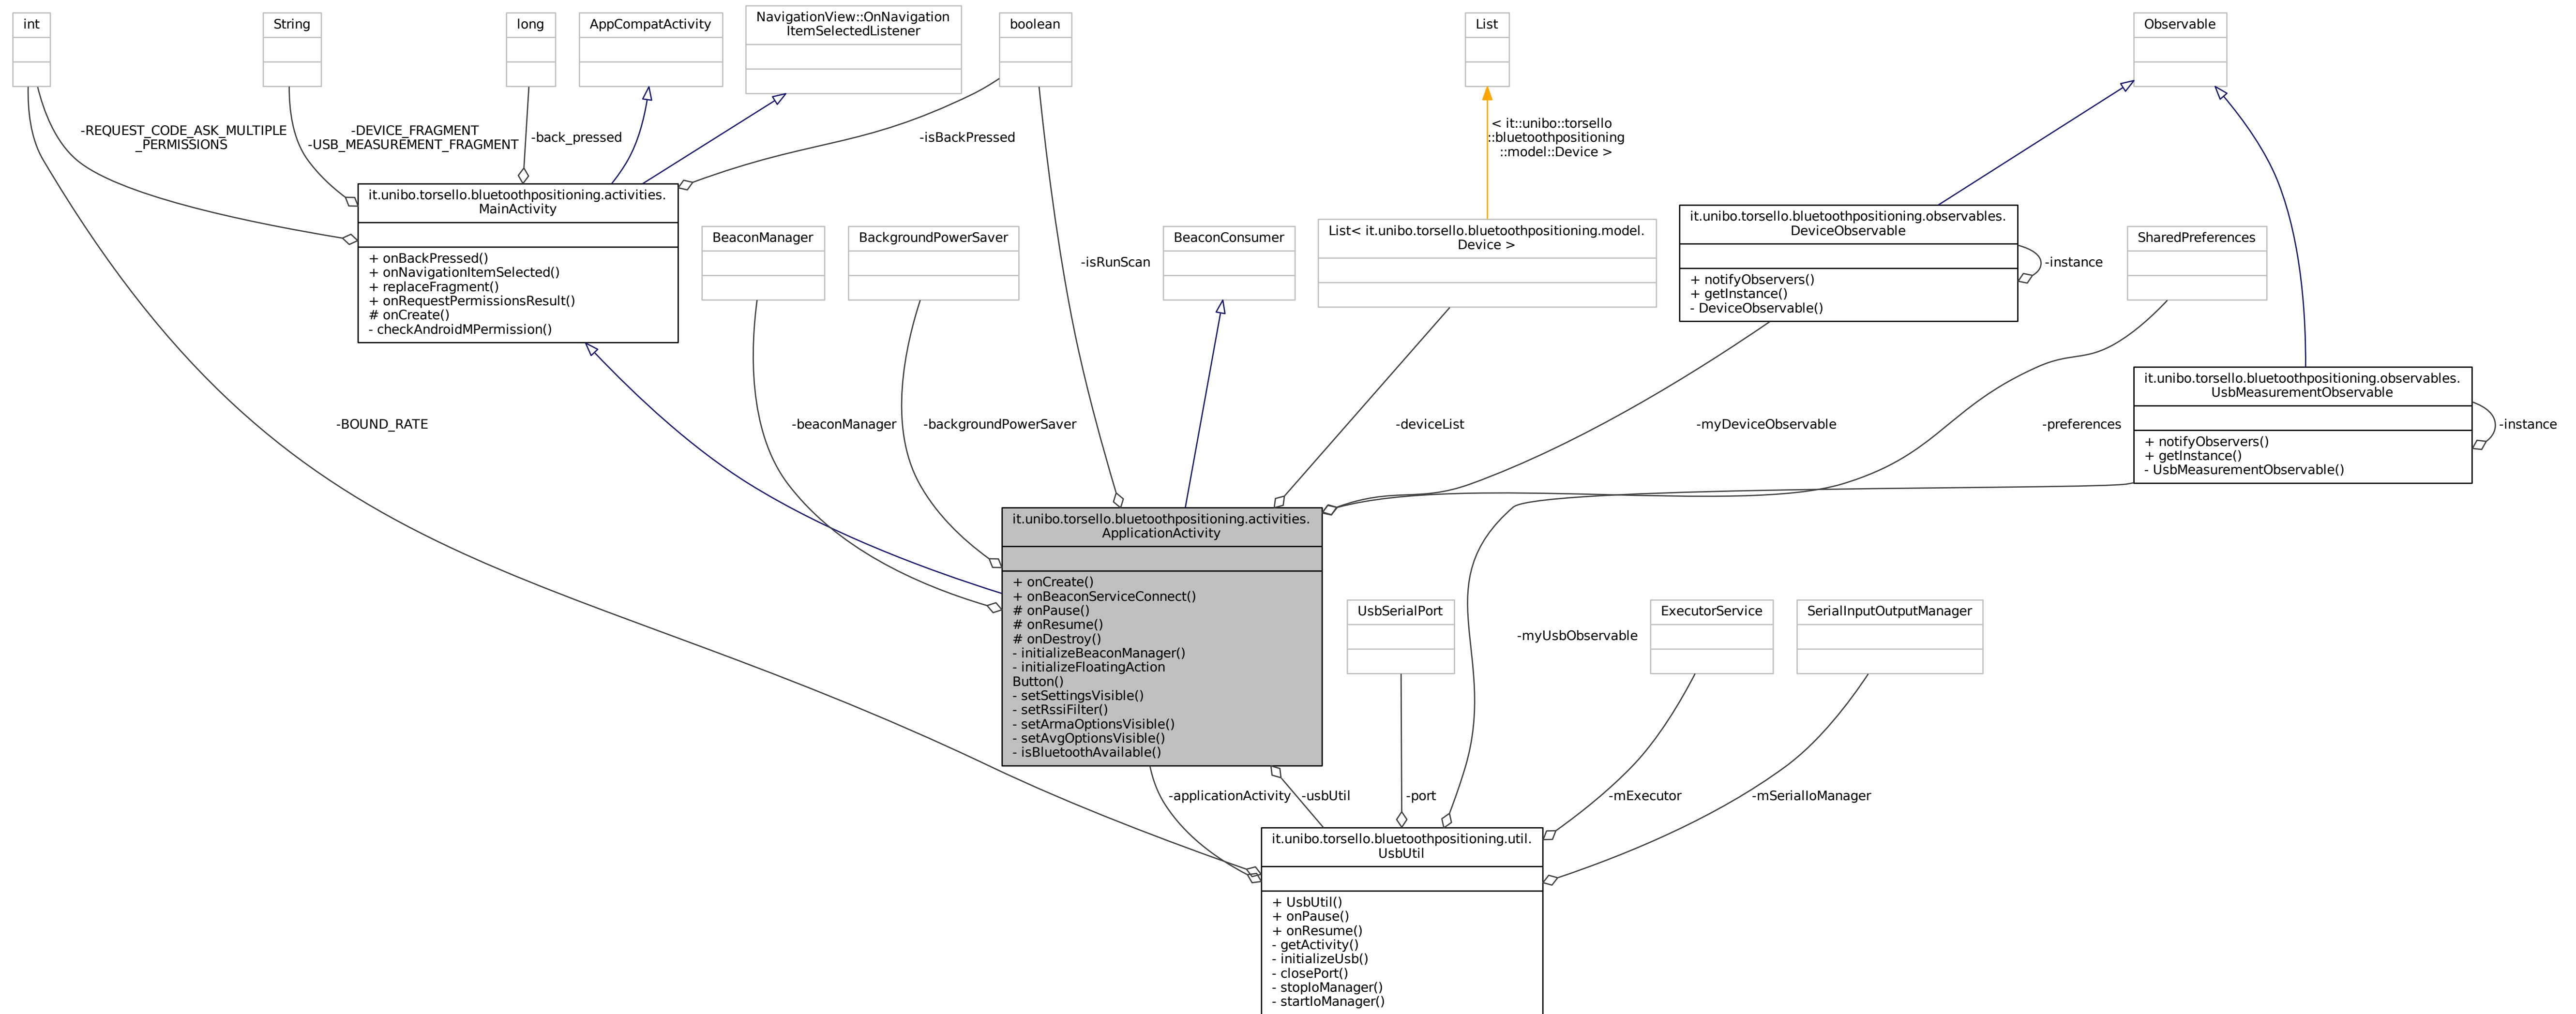 int
String
long
AppCompatActivity
NavigationView::OnNavigation
ItemSelectedListener
boolean
List
Observable
-REQUEST_CODE_ASK_MULTIPLE
_PERMISSIONS
-DEVICE_FRAGMENT
-USB_MEASUREMENT_FRAGMENT
-back_pressed
-isBackPressed
< it::unibo::torsello
::bluetoothpositioning
::model::Device >
it.unibo.torsello.bluetoothpositioning.activities.
MainActivity
+ onBackPressed()
+ onNavigationItemSelected()
+ replaceFragment()
+ onRequestPermissionsResult()
# onCreate()
- checkAndroidMPermission()
BeaconManager
BackgroundPowerSaver
-isRunScan
BeaconConsumer
List< it.unibo.torsello.bluetoothpositioning.model.
Device >
it.unibo.torsello.bluetoothpositioning.observables.
DeviceObservable
+ notifyObservers()
+ getInstance()
- DeviceObservable()
-instance
SharedPreferences
it.unibo.torsello.bluetoothpositioning.observables.
UsbMeasurementObservable
+ notifyObservers()
+ getInstance()
- UsbMeasurementObservable()
-instance
-BOUND_RATE
-beaconManager
-backgroundPowerSaver
-deviceList
-myDeviceObservable
-preferences
it.unibo.torsello.bluetoothpositioning.activities.
ApplicationActivity
+ onCreate()
+ onBeaconServiceConnect()
# onPause()
# onResume()
# onDestroy()
- initializeBeaconManager()
- initializeFloatingAction
Button()
- setSettingsVisible()
- setRssiFilter()
- setArmaOptionsVisible()
- setAvgOptionsVisible()
- isBluetoothAvailable()
UsbSerialPort
-myUsbObservable
ExecutorService
SerialInputOutputManager
-applicationActivity
-usbUtil
-port
-mExecutor
-mSerialIoManager
it.unibo.torsello.bluetoothpositioning.util.
UsbUtil
+ UsbUtil()
+ onPause()
+ onResume()
- getActivity()
- initializeUsb()
- closePort()
- stopIoManager()
- startIoManager()